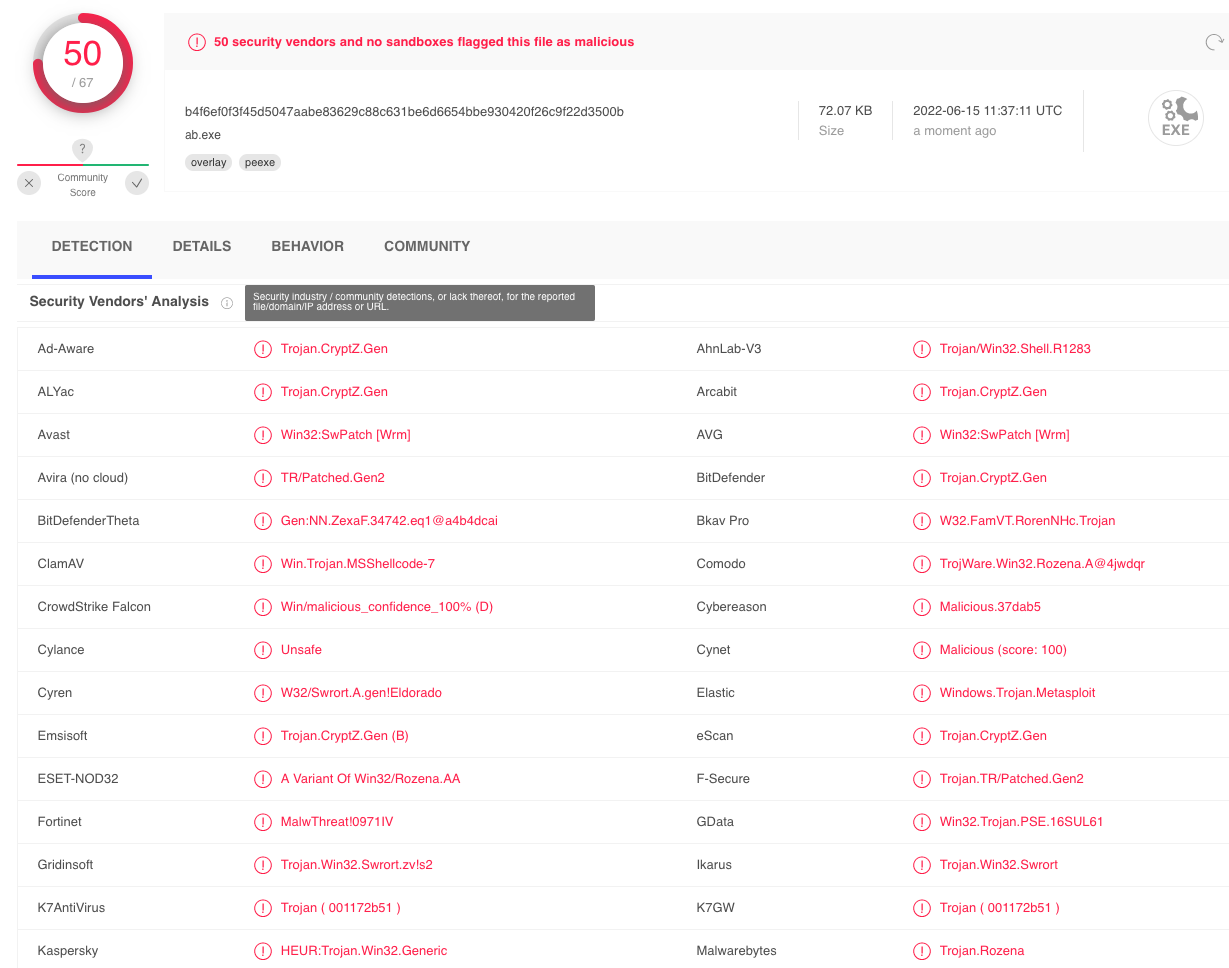 50
/ 67
?
Community
Score
50 security vendors and no sandboxes flagged this file as malicious
b4f6ef0f3f45d5047aabe83629c88c631be6d6654bbe930420f26c9f22d3500b
ab.exe
overlay peexe
72.07 KB
Size
2022-06-15 11:37:11 UTC
a moment ago
EXE
DETECTION DETAILS BEHAVIOR COMMUNITY
Security Vendors' Analysis
Security industry / community detections, or lack thereof, for the reported
file/domain/IP address or URL.
Ad-Aware Trojan.CryptZ.Gen AhnLab-V3 Trojan/Win32.Shell.R1283
ALYac Trojan.CryptZ.Gen Arcabit Trojan.CryptZ.Gen
Avast Win32:SwPatch [Wrm] AVG Win32:SwPatch [Wrm]
Avira (no cloud) TR/Patched.Gen2 BitDefender Trojan.CryptZ.Gen
BitDefenderTheta Gen:NN.ZexaF.34742.eq1@a4b4dcai Bkav Pro W32.FamVT.RorenNHc.Trojan
ClamAV Win.Trojan.MSShellcode-7 Comodo TrojWare.Win32.Rozena.A@4jwdqr
CrowdStrike Falcon Win/malicious_confidence_100% (D) Cybereason Malicious.37dab5
Cylance Unsafe Cynet Malicious (score: 100)
Cyren W32/Swrort.A.gen!Eldorado Elastic Windows.Trojan.Metasploit
Emsisoft Trojan.CryptZ.Gen (B) eScan Trojan.CryptZ.Gen
ESET-NOD32 A Variant Of Win32/Rozena.AA F-Secure Trojan.TR/Patched.Gen2
Fortinet MalwThreat!0971IV GData Win32.Trojan.PSE.16SUL61
Gridinsoft Trojan.Win32.Swrort.zv!s2 Ikarus Trojan.Win32.Swrort
K7AntiVirus Trojan ( 001172b51 ) K7GW Trojan ( 001172b51 )
Kaspersky HEUR:Trojan.Win32.Generic Malwarebytes Trojan.Rozena